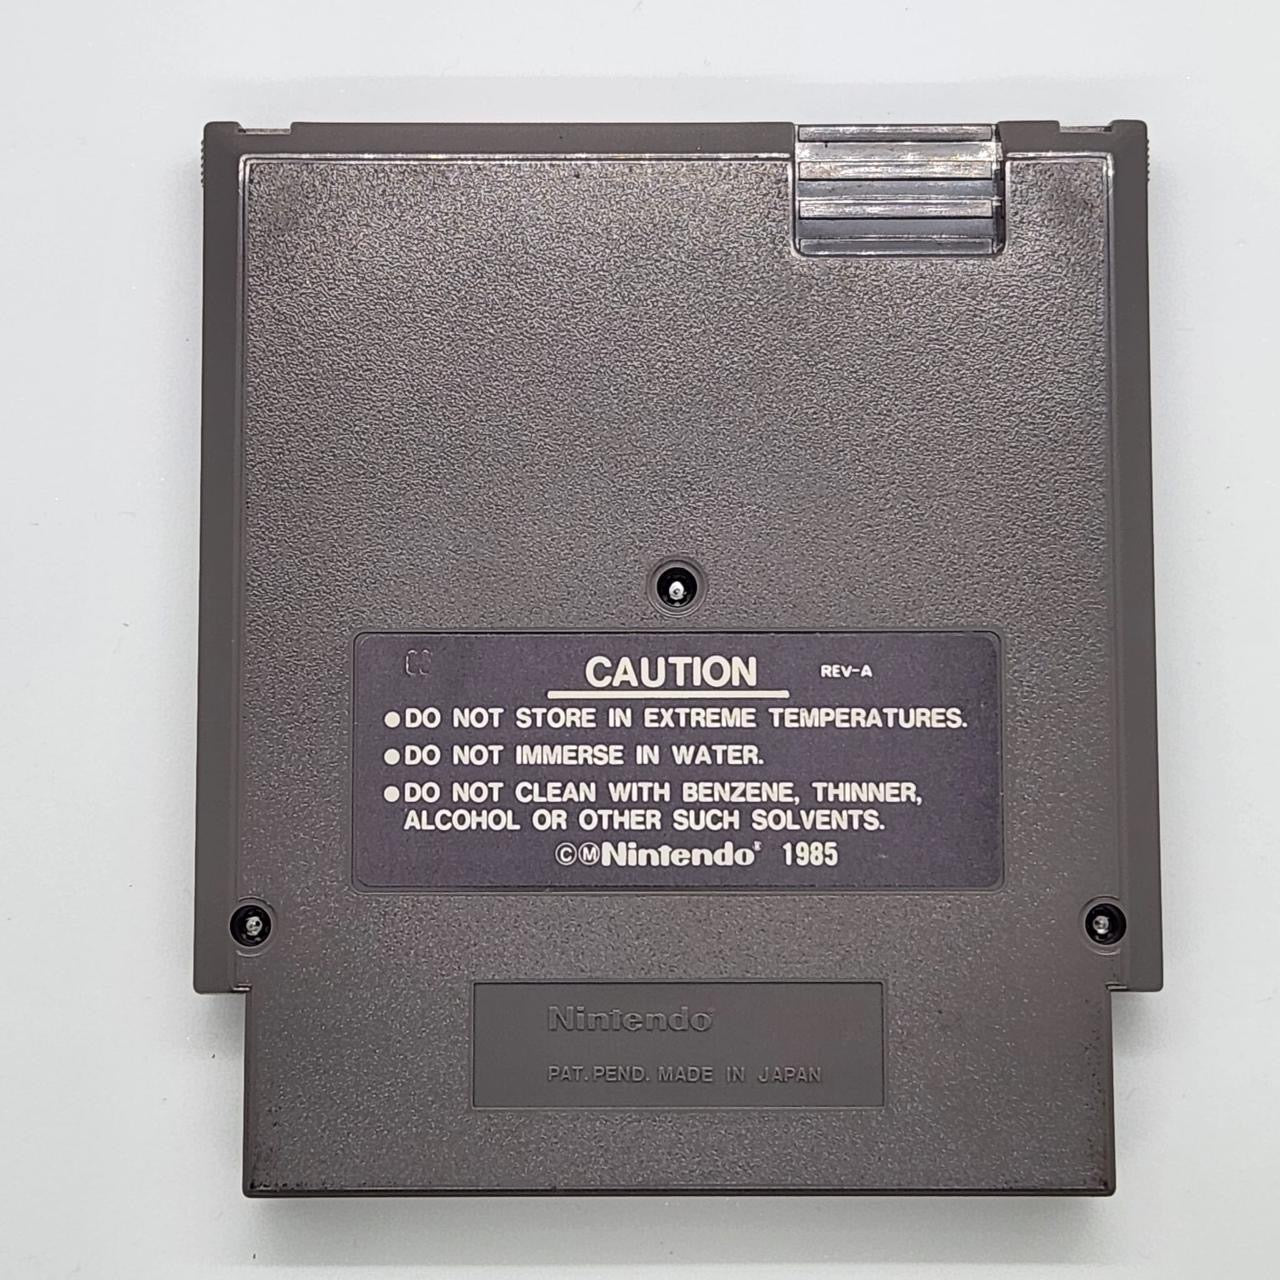 CAUTION REV-A
●DO NOT STORE IN EXTREME TEMPERATURES.
●DO NOT IMMERSE IN WATER.
●DO NOT CLEAN WITH BENZENE, THINNER,
ALCOHOL OR OTHER SUCH SOLVENTS.
©ⓂNintendo® 1985
Nintendo®
PAT. PEND. MADE IN JAPAN